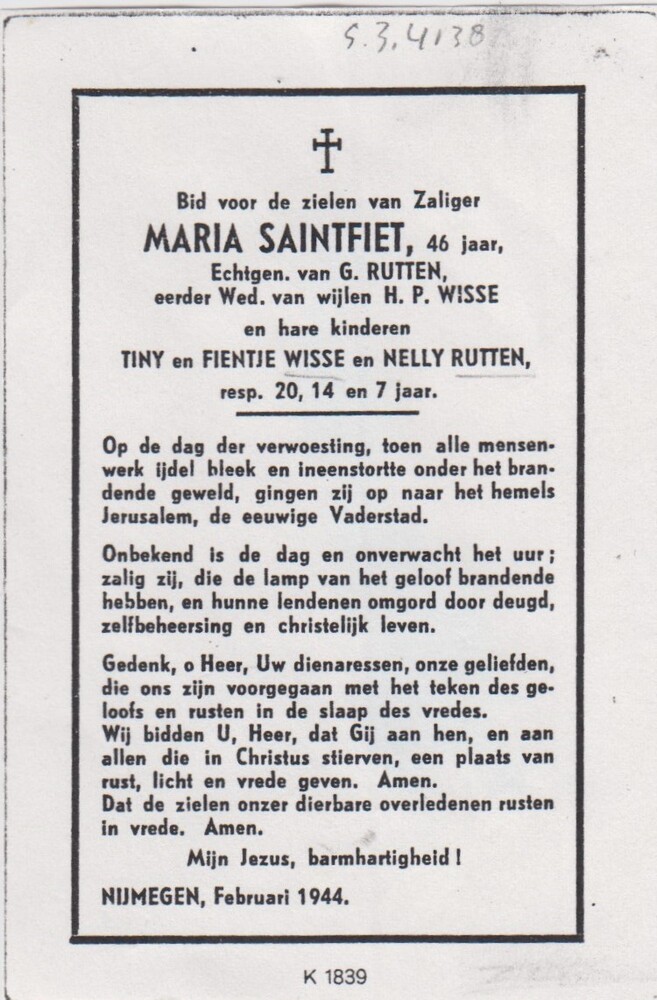 S.3.4138
Bid voor de zielen van Zaliger
MARIA SAINTFIET, 46 jaar,
Echtgen. van G. RUTTEN,
eerder Wed. van wijlen H. P. WISSE
en hare kinderen
TINY en FIENTJE WISSE en NELLY RUTTEN,
resp. 20, 14 en 7 jaar.
Op de dag der verwoesting, toen alle mensen-
werk ijdel bleek en ineenstortte onder het bran-
dende geweld, gingen zij op naar het hemels
Jerusalem, de eeuwige Vaderstad.
Onbekend is de dag en onverwacht het uur;
zalig zij, die de lamp van het geloof brandende
hebben, en hunne lendenen omgord door deugd,
zelfbeheersing en christelijk leven.
Gedenk, o Heer, Uw dienaressen, onze geliefden,
die ons zijn voorgegaan met het teken des ge-
loofs en rusten in de slaap des vredes.
Wij bidden U, Heer, dat Gij aan hen, en aan
allen die in Christus stierven, een plaats van
rust, licht en vrede geven. Amen.
Dat de zielen onzer dierbare overledenen rusten
in vrede. Amen.
Mijn Jezus, barmhartigheid!
NIJMEGEN, Februari 1944.
K 1839